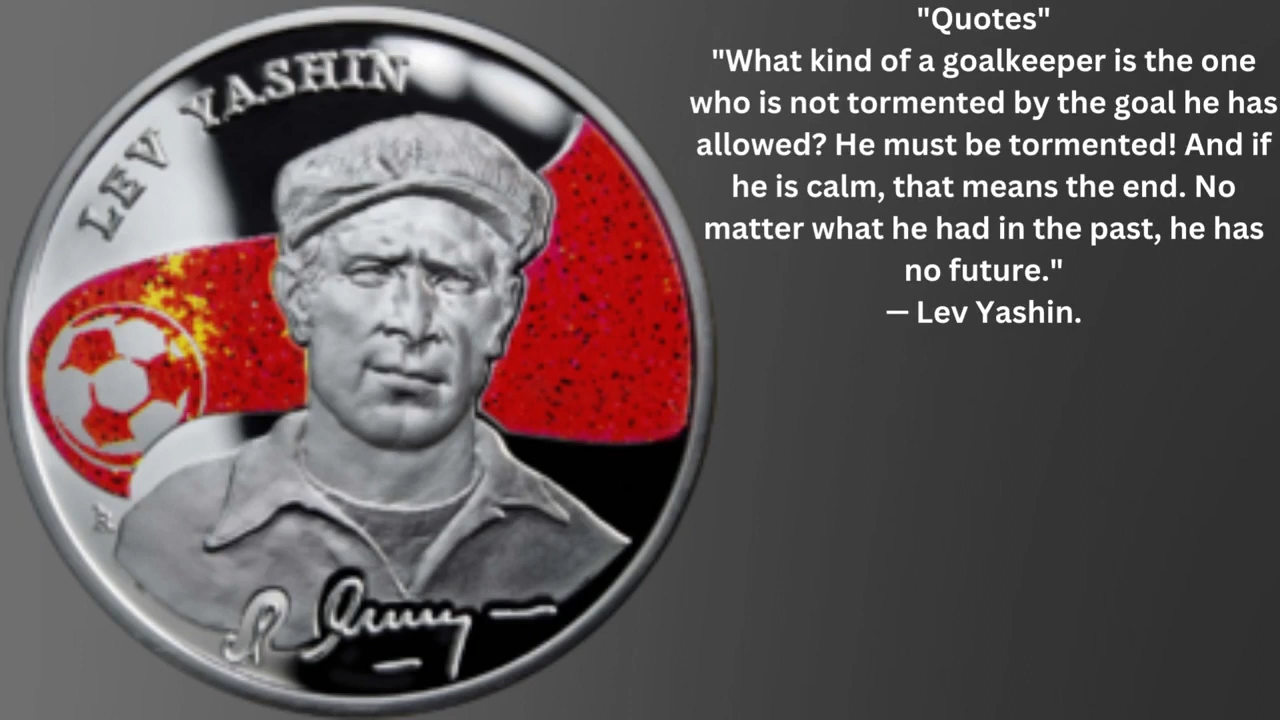 LEV YASHIN
"Quotes"
"What kind of a goalkeeper is the one
who is not tormented by the goal he has
allowed? He must be tormented! And if
he is calm, that means the end. No
matter what he had in the past, he has
no future."
— Lev Yashin.